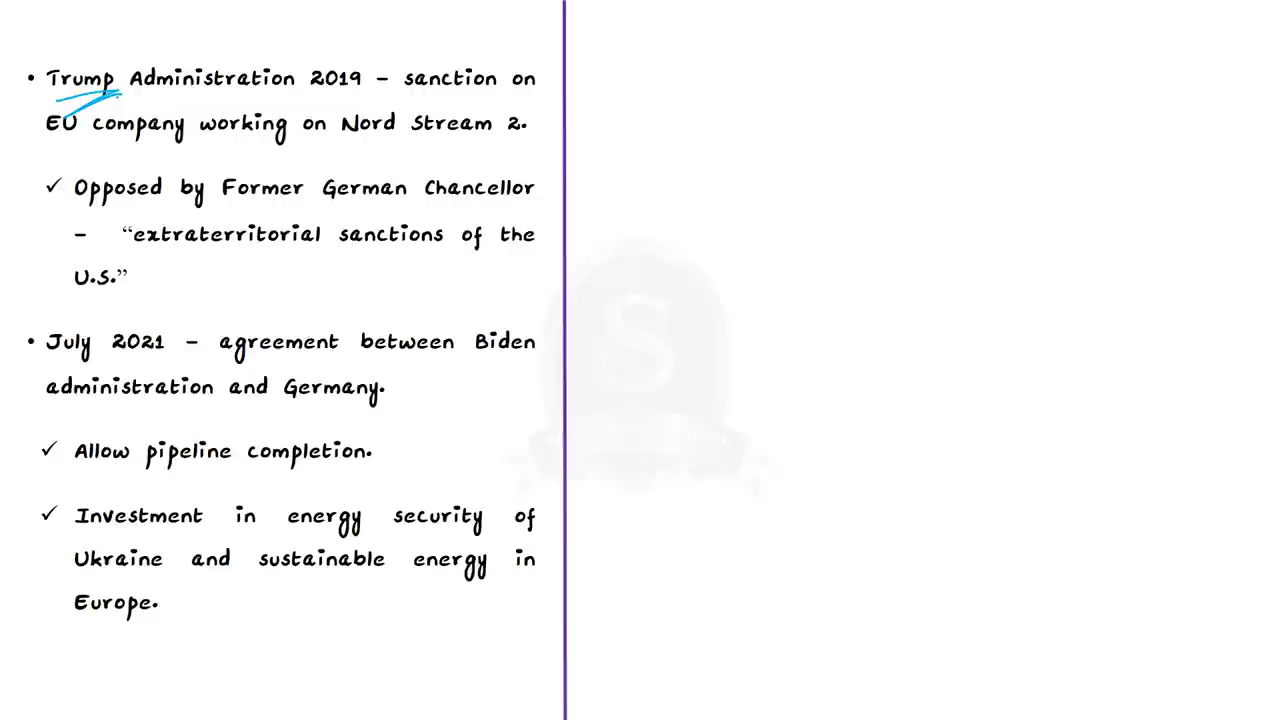 • Trump Administration 2019 – sanction on
EU company working on Nord Stream 2.
✓ Opposed by Former German Chancellor
– “extraterritorial sanctions of the
U.S.”
• July 2021 – agreement between Biden
administration and Germany.
✓ Allow pipeline completion.
✓ Investment in energy security of
Ukraine and sustainable energy in
Europe.
S